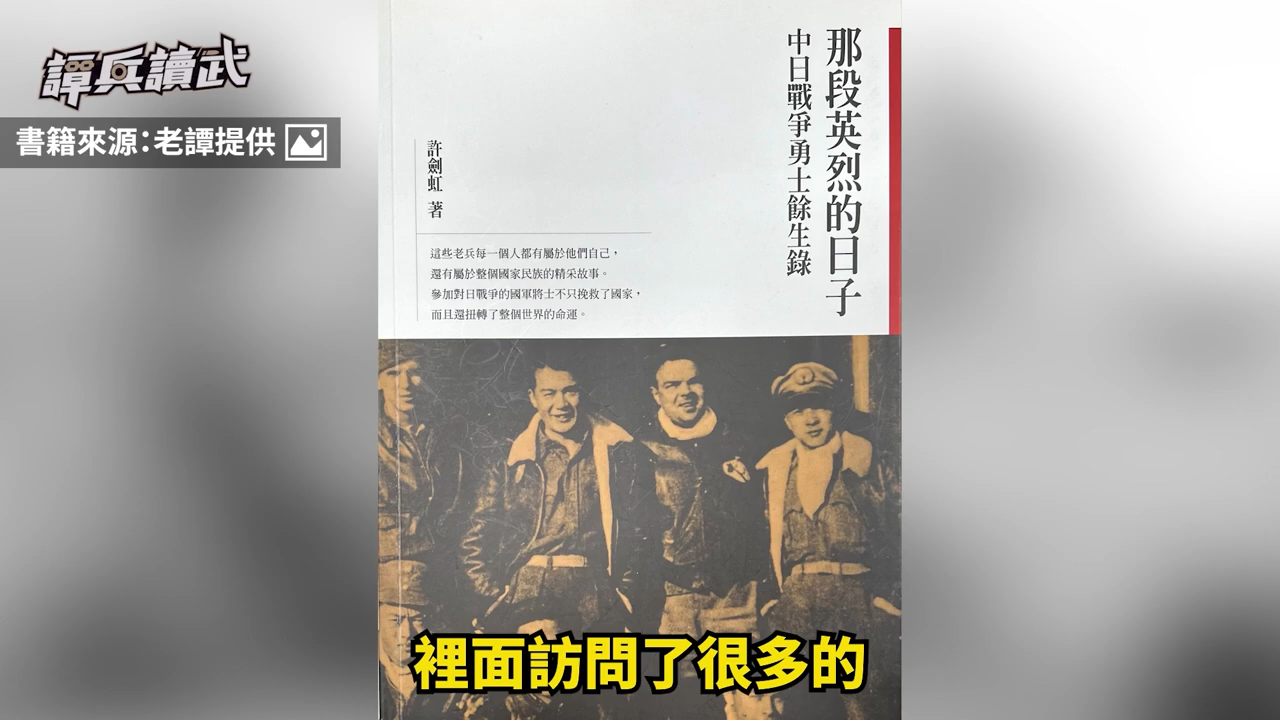 譚兵讀武
書籍來源：老譚提供
那段英烈的日子
中日戰爭勇士餘生錄
許劍虹 著
這些老兵每一個人都有屬於他們自己，
還有屬於整個國家民族的精采故事。
參加對日戰爭的國軍將士不只挽救了國家，
而且還扭轉了整個世界的命運。
裡面訪問了很多的